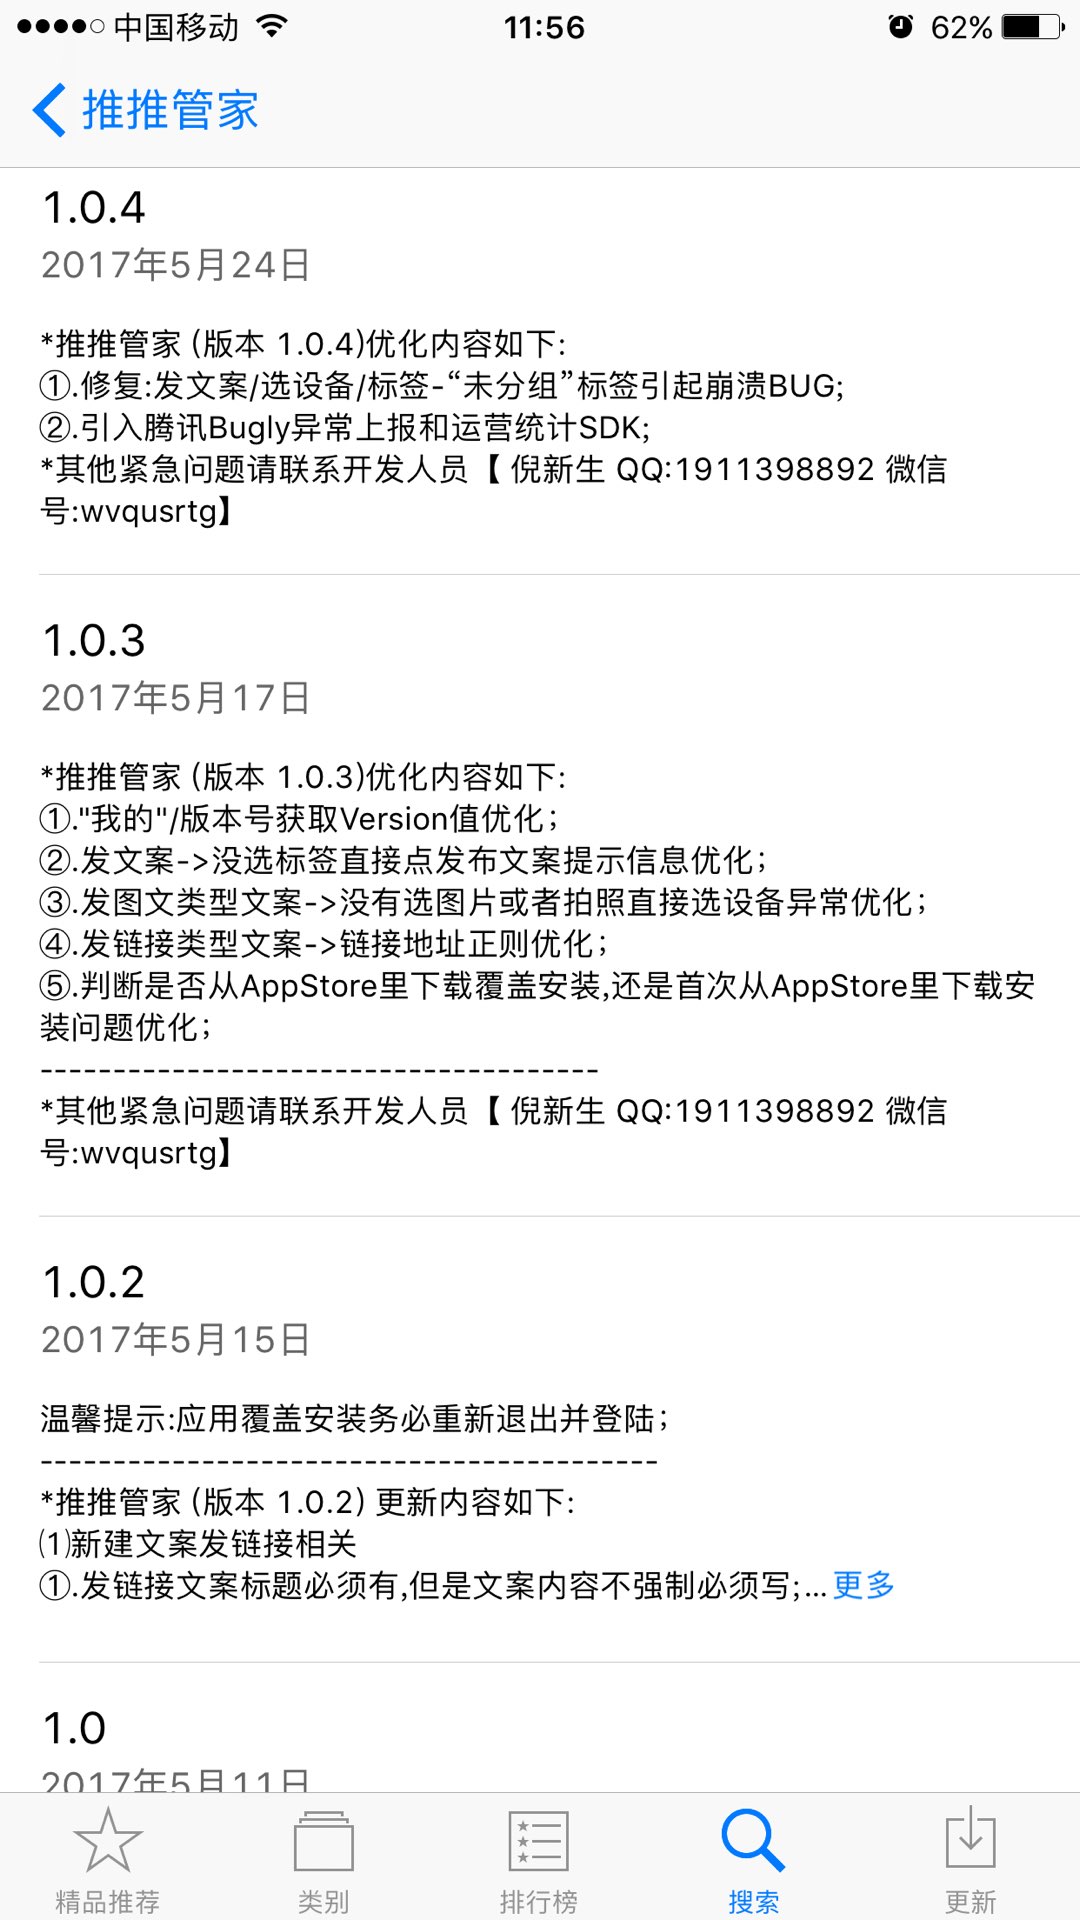 中国移动 11:56 62%
推推管家
1.0.4
2017年5月24日
*推推管家 (版本 1.0.4)优化内容如下:
①.修复:发文案/选设备/标签-“未分组”标签引起崩溃BUG;
②.引入腾讯Bugly异常上报和运营统计SDK;
*其他紧急问题请联系开发人员【 倪新生 QQ:1911398892 微信
号:wvqusrtg】
1.0.3
2017年5月17日
*推推管家 (版本 1.0.3)优化内容如下:
①."我的"/版本号获取Version值优化；
②.发文案->没选标签直接点发布文案提示信息优化；
③.发图文类型文案->没有选图片或者拍照直接选设备异常优化；
④.发链接类型文案->链接地址正则优化；
⑤.判断是否从AppStore里下载覆盖安装,还是首次从AppStore里下载安
装问题优化；
--------------------------------------
*其他紧急问题请联系开发人员【 倪新生 QQ:1911398892 微信
号:wvqusrtg】
1.0.2
2017年5月15日
温馨提示:应用覆盖安装务必重新退出并登陆；
------------------------------------------
*推推管家 (版本 1.0.2) 更新内容如下:
⑴新建文案发链接相关
①.发链接文案标题必须有,但是文案内容不强制必须写;... 更多
1.0
2017年5月11日
精品推荐 类别 排行榜 搜索 更新